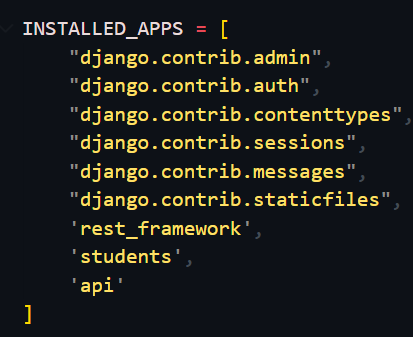 INSTALLED_APPS = [
"django.contrib.admin",
"django.contrib.auth",
"django.contrib.contenttypes",
"django.contrib.sessions",
"django.contrib.messages",
"django.contrib.staticfiles",
'rest_framework',
'students',
'api'
]